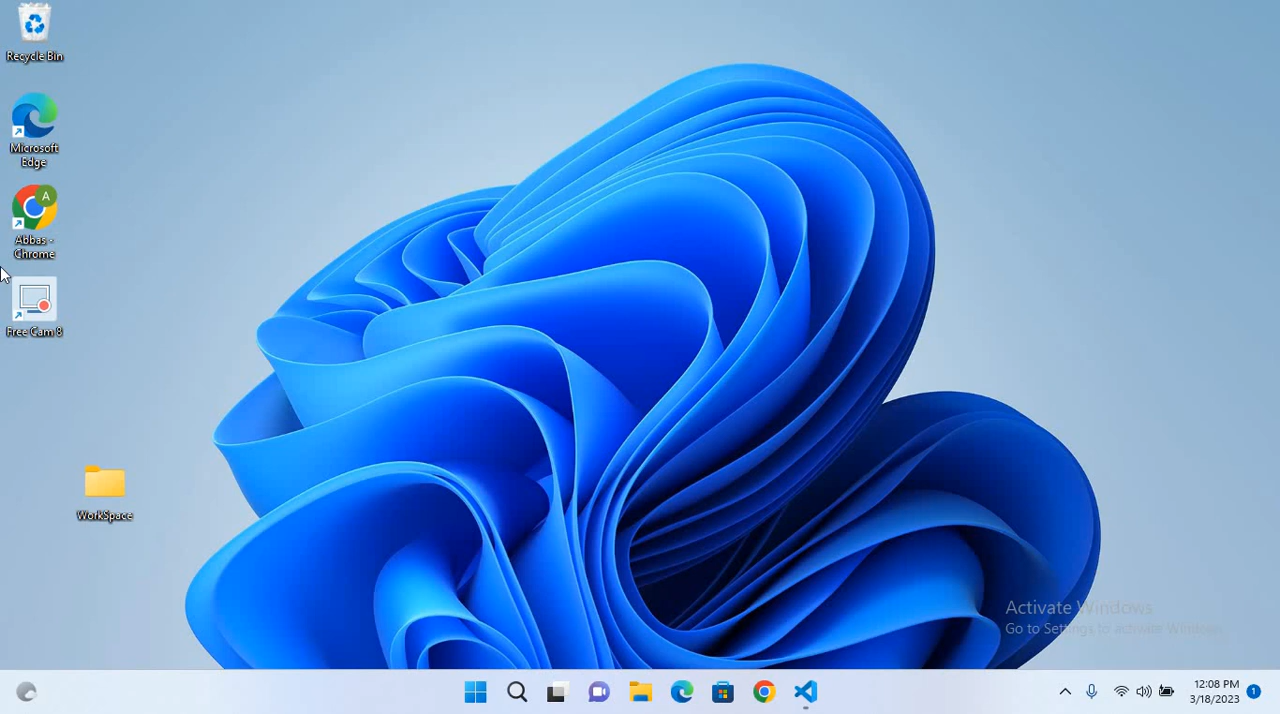 Recycle Bin
Microsoft
Edge
A
Abbas -
Chrome
Free Cam 8
WorkSpace
Activate Windows
Go to Settings to activate Windows.
12:08 PM
3/18/2023
1